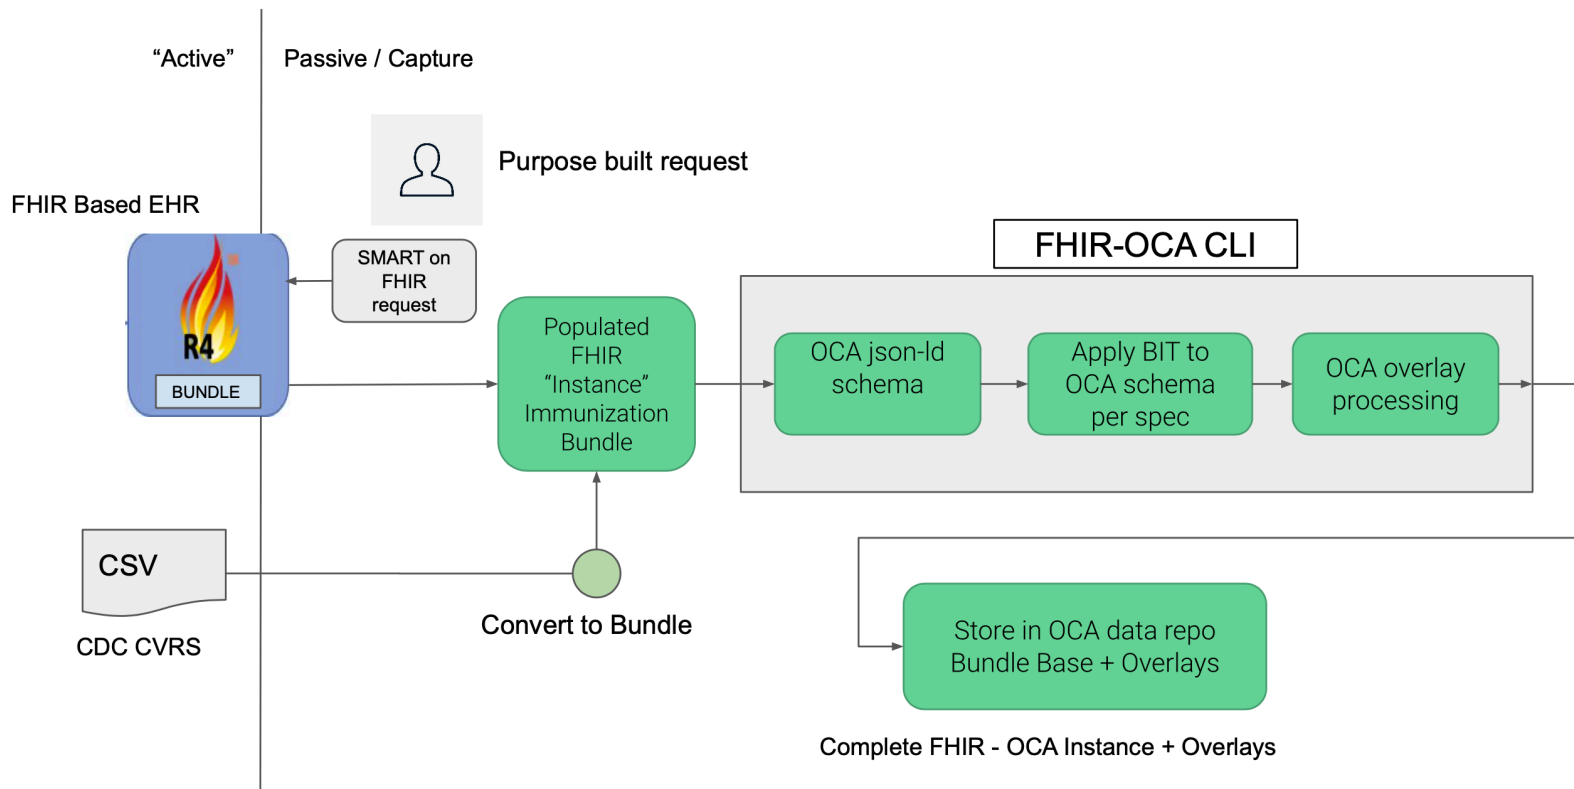 “Active”
Passive / Capture
Purpose built request
FHIR Based EHR
SMART on
FHIR
request
R4
BUNDLE
Populated
FHIR
“Instance”
Immunization
Bundle
FHIR-OCA CLI
OCA json-ld
schema
Apply BIT to
OCA schema
per spec
OCA overlay
processing
CSV
CDC CVRS
Convert to Bundle
Store in OCA data repo
Bundle Base + Overlays
Complete FHIR - OCA Instance + Overlays